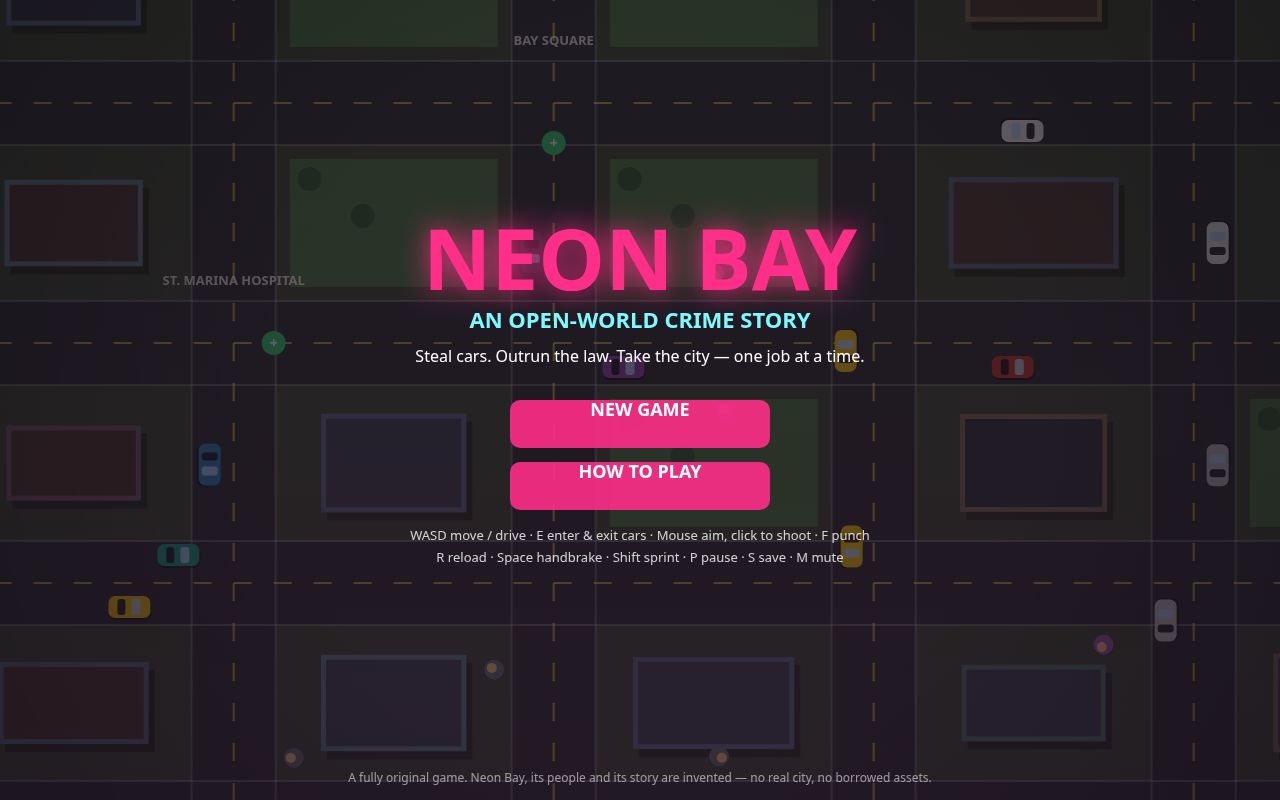 BAY SQUARE
ST. MARINA HOSPITAL
NEON BAY
AN OPEN-WORLD CRIME STORY
Steal cars. Outrun the law. Take the city — one job at a time.
NEW GAME
HOW TO PLAY
WASD move / drive · E enter & exit cars · Mouse aim, click to shoot · F punch
R reload · Space handbrake · Shift sprint · P pause · S save · M mute
A fully original game. Neon Bay, its people and its story are invented — no real city, no borrowed assets.